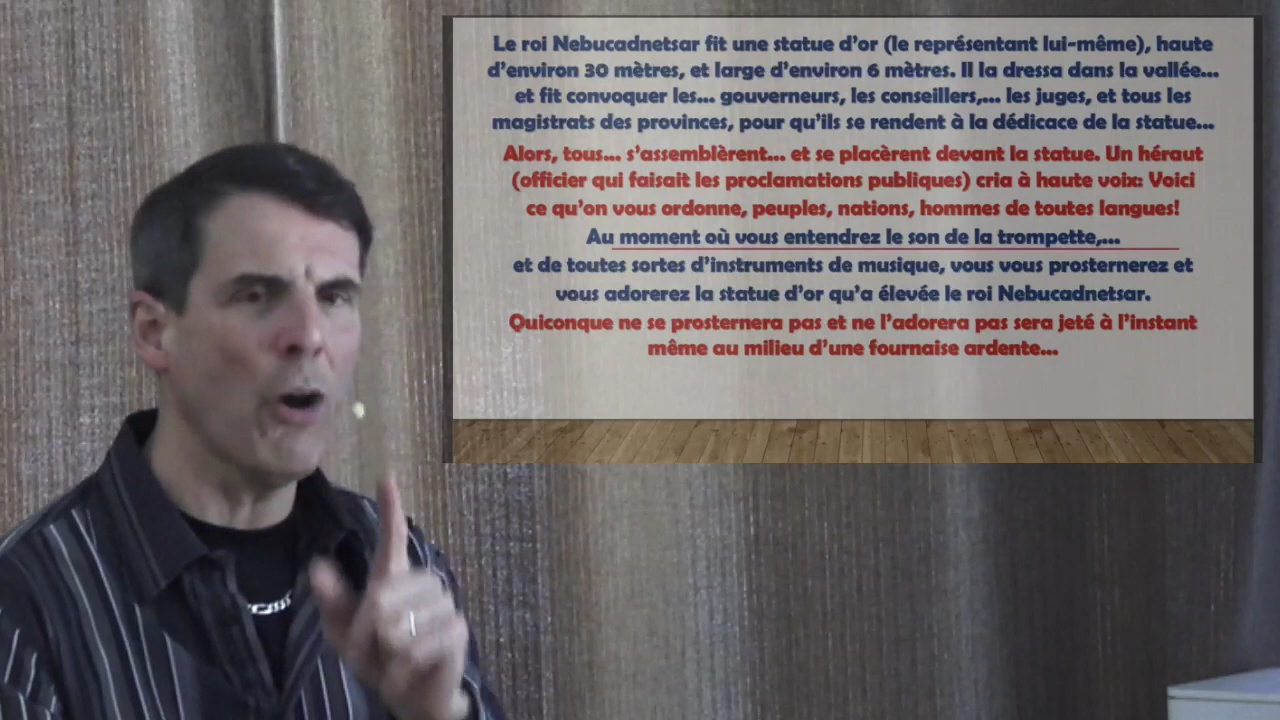 Le roi Nebucadnetsar fit une statue d'or (le représentant lui-même), haute
d'environ 30 mètres, et large d'environ 6 mètres. Il la dressa dans la vallée...
et fit convoquer les... gouverneurs, les conseillers,... les juges, et tous les
magistrats des provinces, pour qu'ils se rendent à la dédicace de la statue...
Alors, tous... s'assemblèrent... et se placèrent devant la statue. Un héraut
(officier qui faisait les proclamations publiques) cria à haute voix: Voici
ce qu'on vous ordonne, peuples, nations, hommes de toutes langues!
Au moment où vous entendrez le son de la trompette,...
et de toutes sortes d'instruments de musique, vous vous prosternerez et
vous adorerez la statue d'or qu'a élevée le roi Nebucadnetsar.
Quiconque ne se prosternera pas et ne l'adorera pas sera jeté à l'instant
même au milieu d'une fournaise ardente...